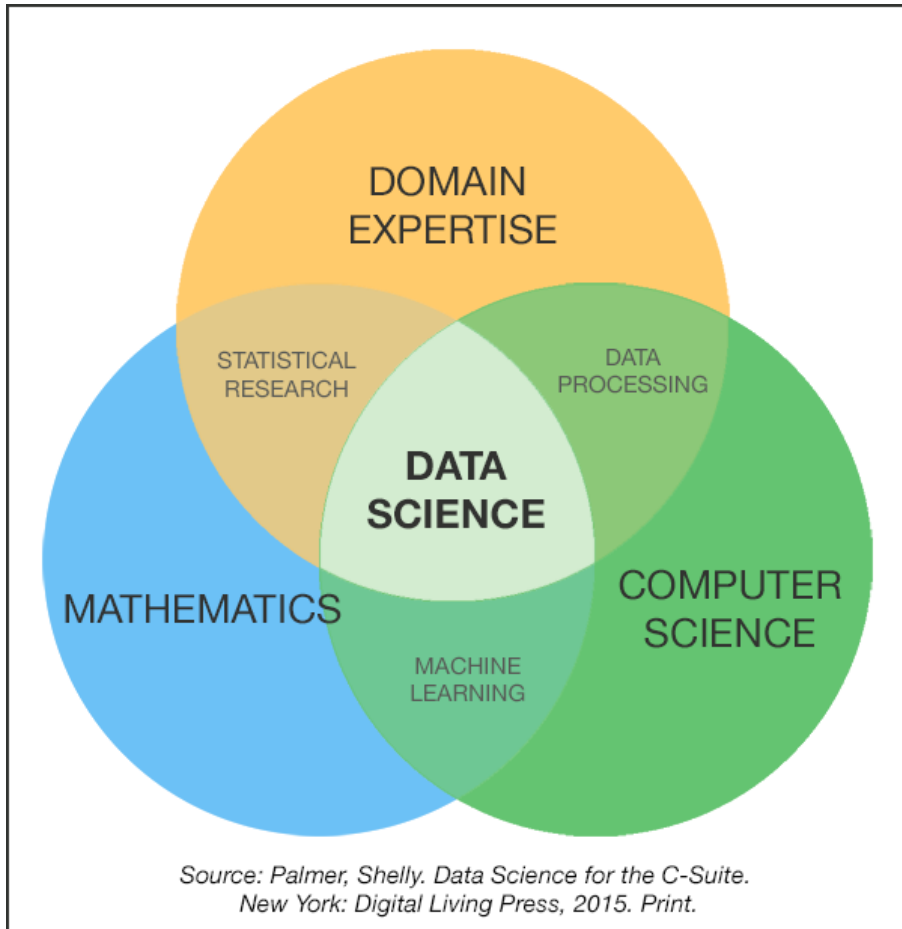 DOMAIN
EXPERTISE
STATISTICAL
RESEARCH
DATA
PROCESSING
DATA
SCIENCE
MATHEMATICS
COMPUTER
SCIENCE
MACHINE
LEARNING
Source: Palmer, Shelly. Data Science for the C-Suite.
New York: Digital Living Press, 2015. Print.